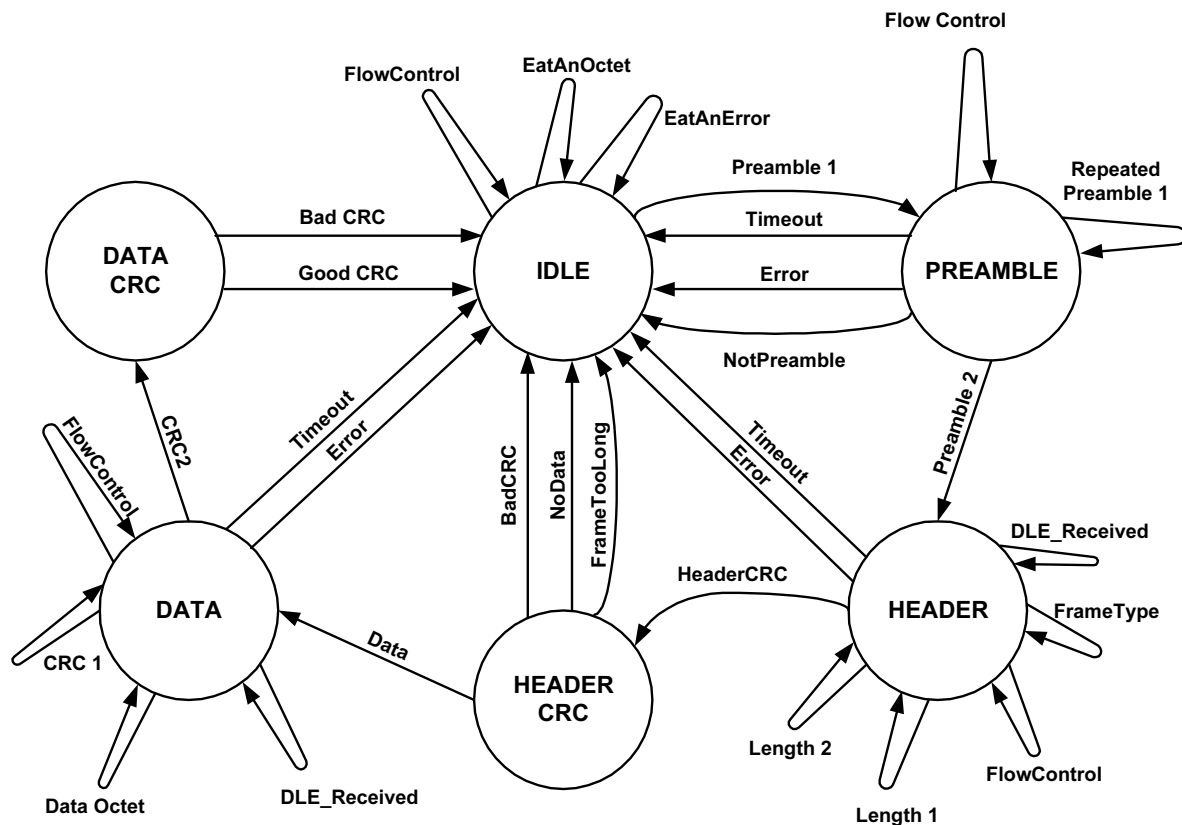 Flow Control
EatAnOctet
FlowControl
EatAnError
Preamble 1
Repeated
Preamble 1
Bad CRC
Timeout
DATA
CRC
IDLE
PREAMBLE
Good CRC
Error
NotPreamble
Preamble 2
CRC2
Timeout
Error
FlowControl
BadCRC
NoData
FrameTooLong
Timeout
Error
DLE_Received
HeaderCRC
DATA
HEADER
FrameType
Data
CRC 1
HEADER
CRC
Length 2
FlowControl
Data Octet
DLE_Received
Length 1